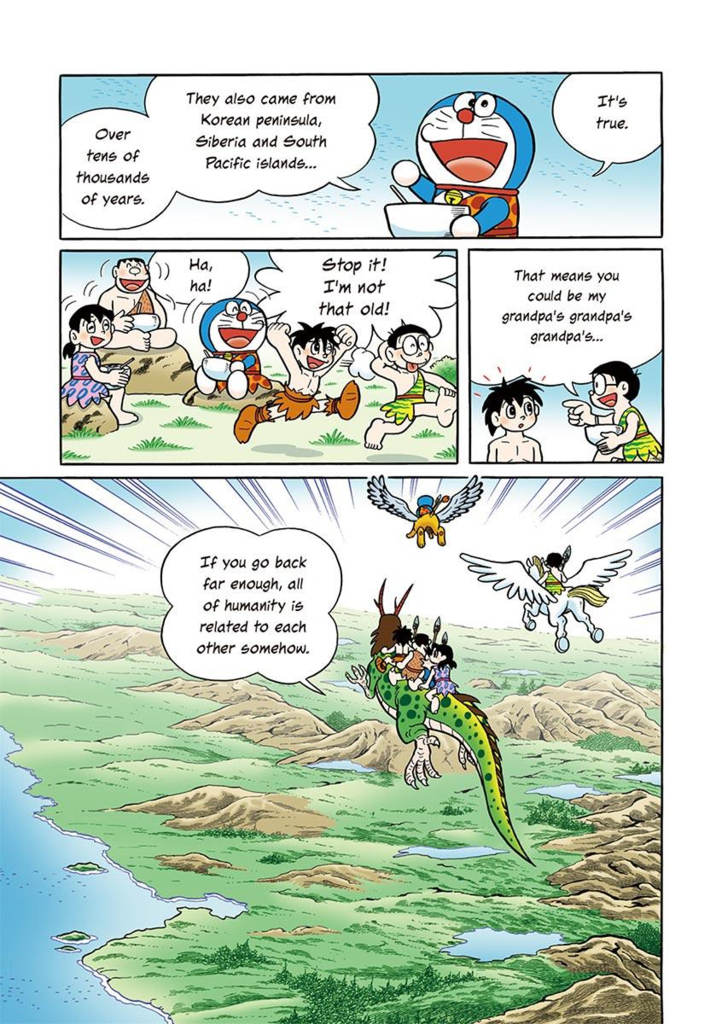 It's
true.
They also came from
Korean peninsula,
Siberia and South
Pacific islands...
Over
tens of
thousands
of years.
That means you
could be my
grandpa's grandpa's
grandpa's...
Stop it!
I'm not
that old!
Ha,
ha!
If you go back
far enough, all
of humanity is
related to each
other somehow.